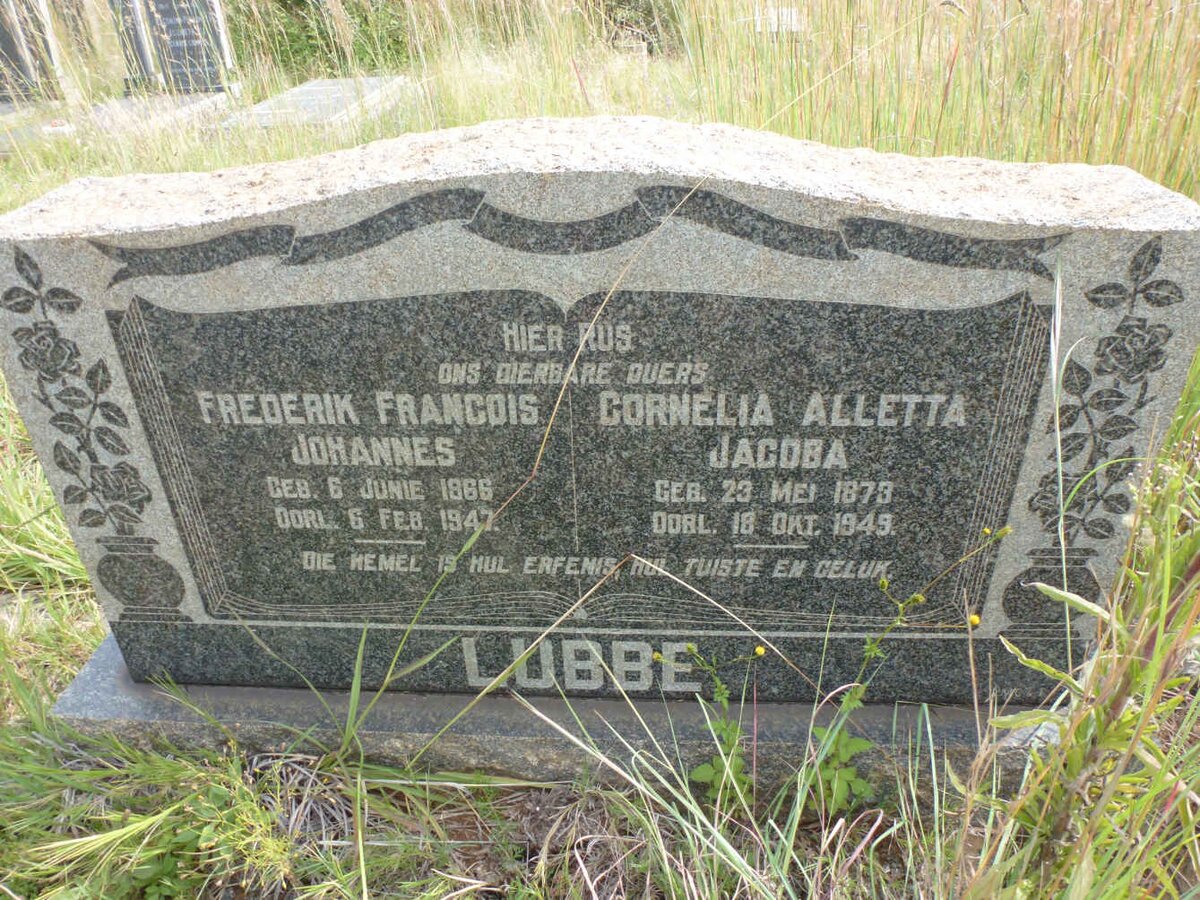 HIER RUS
ONS DIERBARE OUERS
FREDERIK FRANCOIS
JOHANNES
GEB. 6 JUNIE 1866
OORL. 6 FEB 1947.
CORNELIA ALLETTA
JACOBA
GEB. 23 MEI 1873
OORL. 18 OKT. 1949.
DIE HEMEL IS HUL ERFENIS, HUL TUISTE EN GELUK.
LUBBE